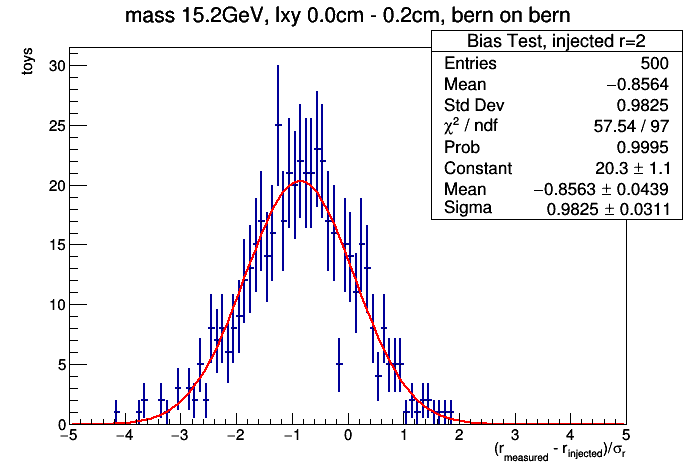 mass 15.2GeV, lxy 0.0cm - 0.2cm, bern on bern
Bias Test, injected r=2
Entries 500
Mean −0.8564
Std Dev 0.9825
χ² / ndf 57.54 / 97
Prob 0.9995
Constant 20.3 ± 1.1
Mean −0.8563 ± 0.0439
Sigma 0.9825 ± 0.0311
toys
30
25
20
15
10
5
0
−5 −4 −3 −2 −1 0 1 2 3 4 5
(r_measured - r_injected)/σ_r